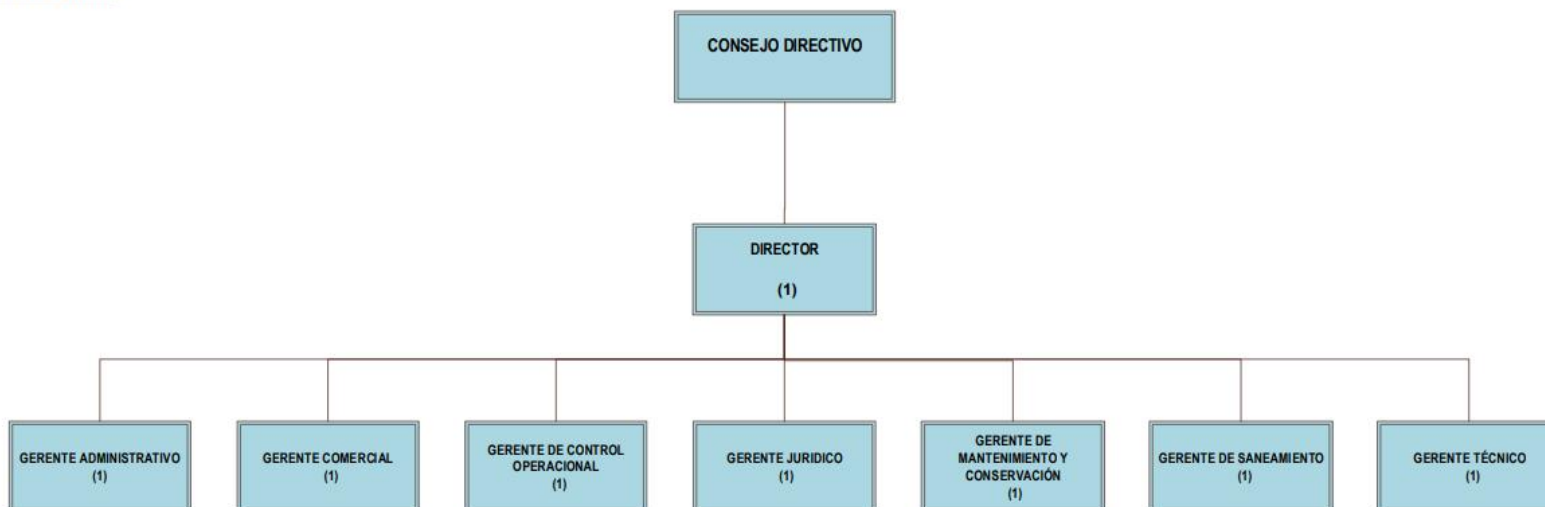 CONSEJO DIRECTIVO
DIRECTOR
(1)
GERENTE ADMINISTRATIVO
(1)
GERENTE COMERCIAL
(1)
GERENTE DE CONTROL
OPERACIONAL
(1)
GERENTE JURIDICO
(1)
GERENTE DE
MANTENIMIENTO Y
CONSERVACIÓN
(1)
GERENTE DE SANEAMIENTO
(1)
GERENTE TÉCNICO
(1)